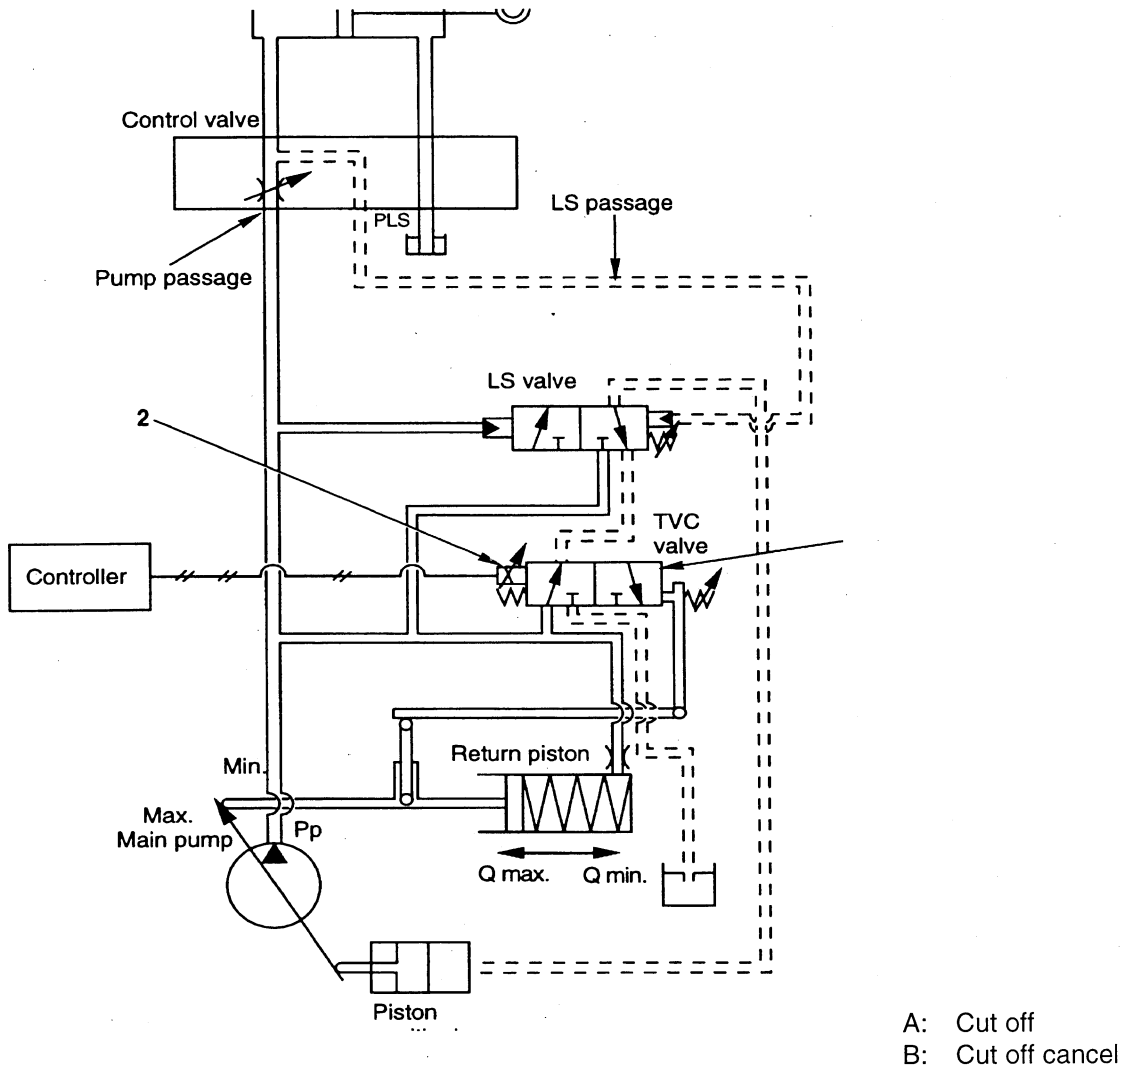 Control valve
LS passage
PLS
Pump passage
LS valve
2
TVC
valve
Controller
Return piston
Min.
Max.
Main pump
Pp
Q max.
Q min.
Piston
A: Cut off
B: Cut off cancel